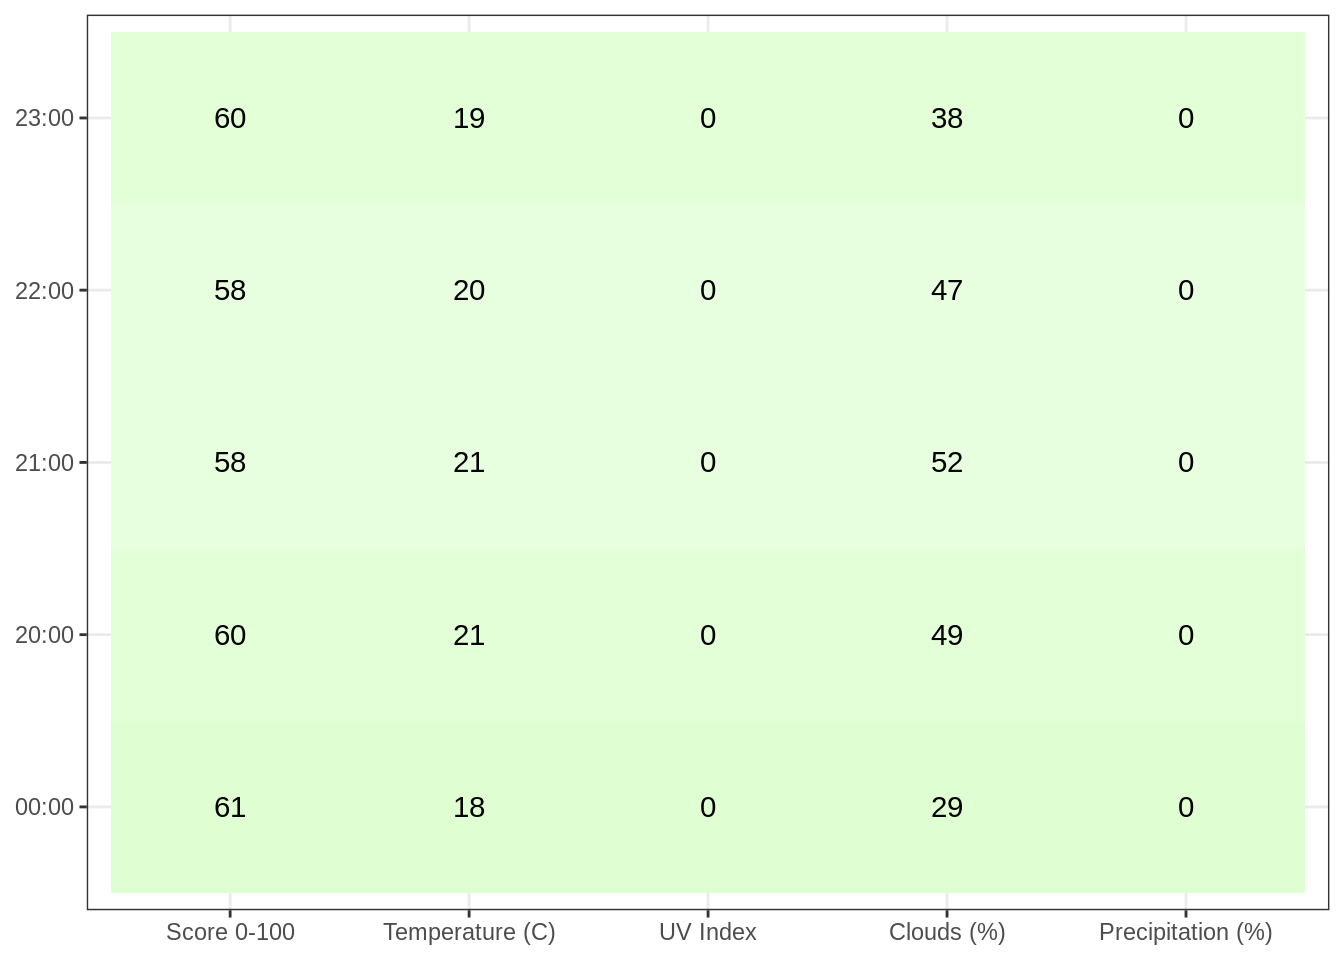 23:00 60 19 0 38 0
22:00 58 20 0 47 0
21:00 58 21 0 52 0
20:00 60 21 0 49 0
00:00 61 18 0 29 0
Score 0-100 Temperature (C) UV Index Clouds (%) Precipitation (%)